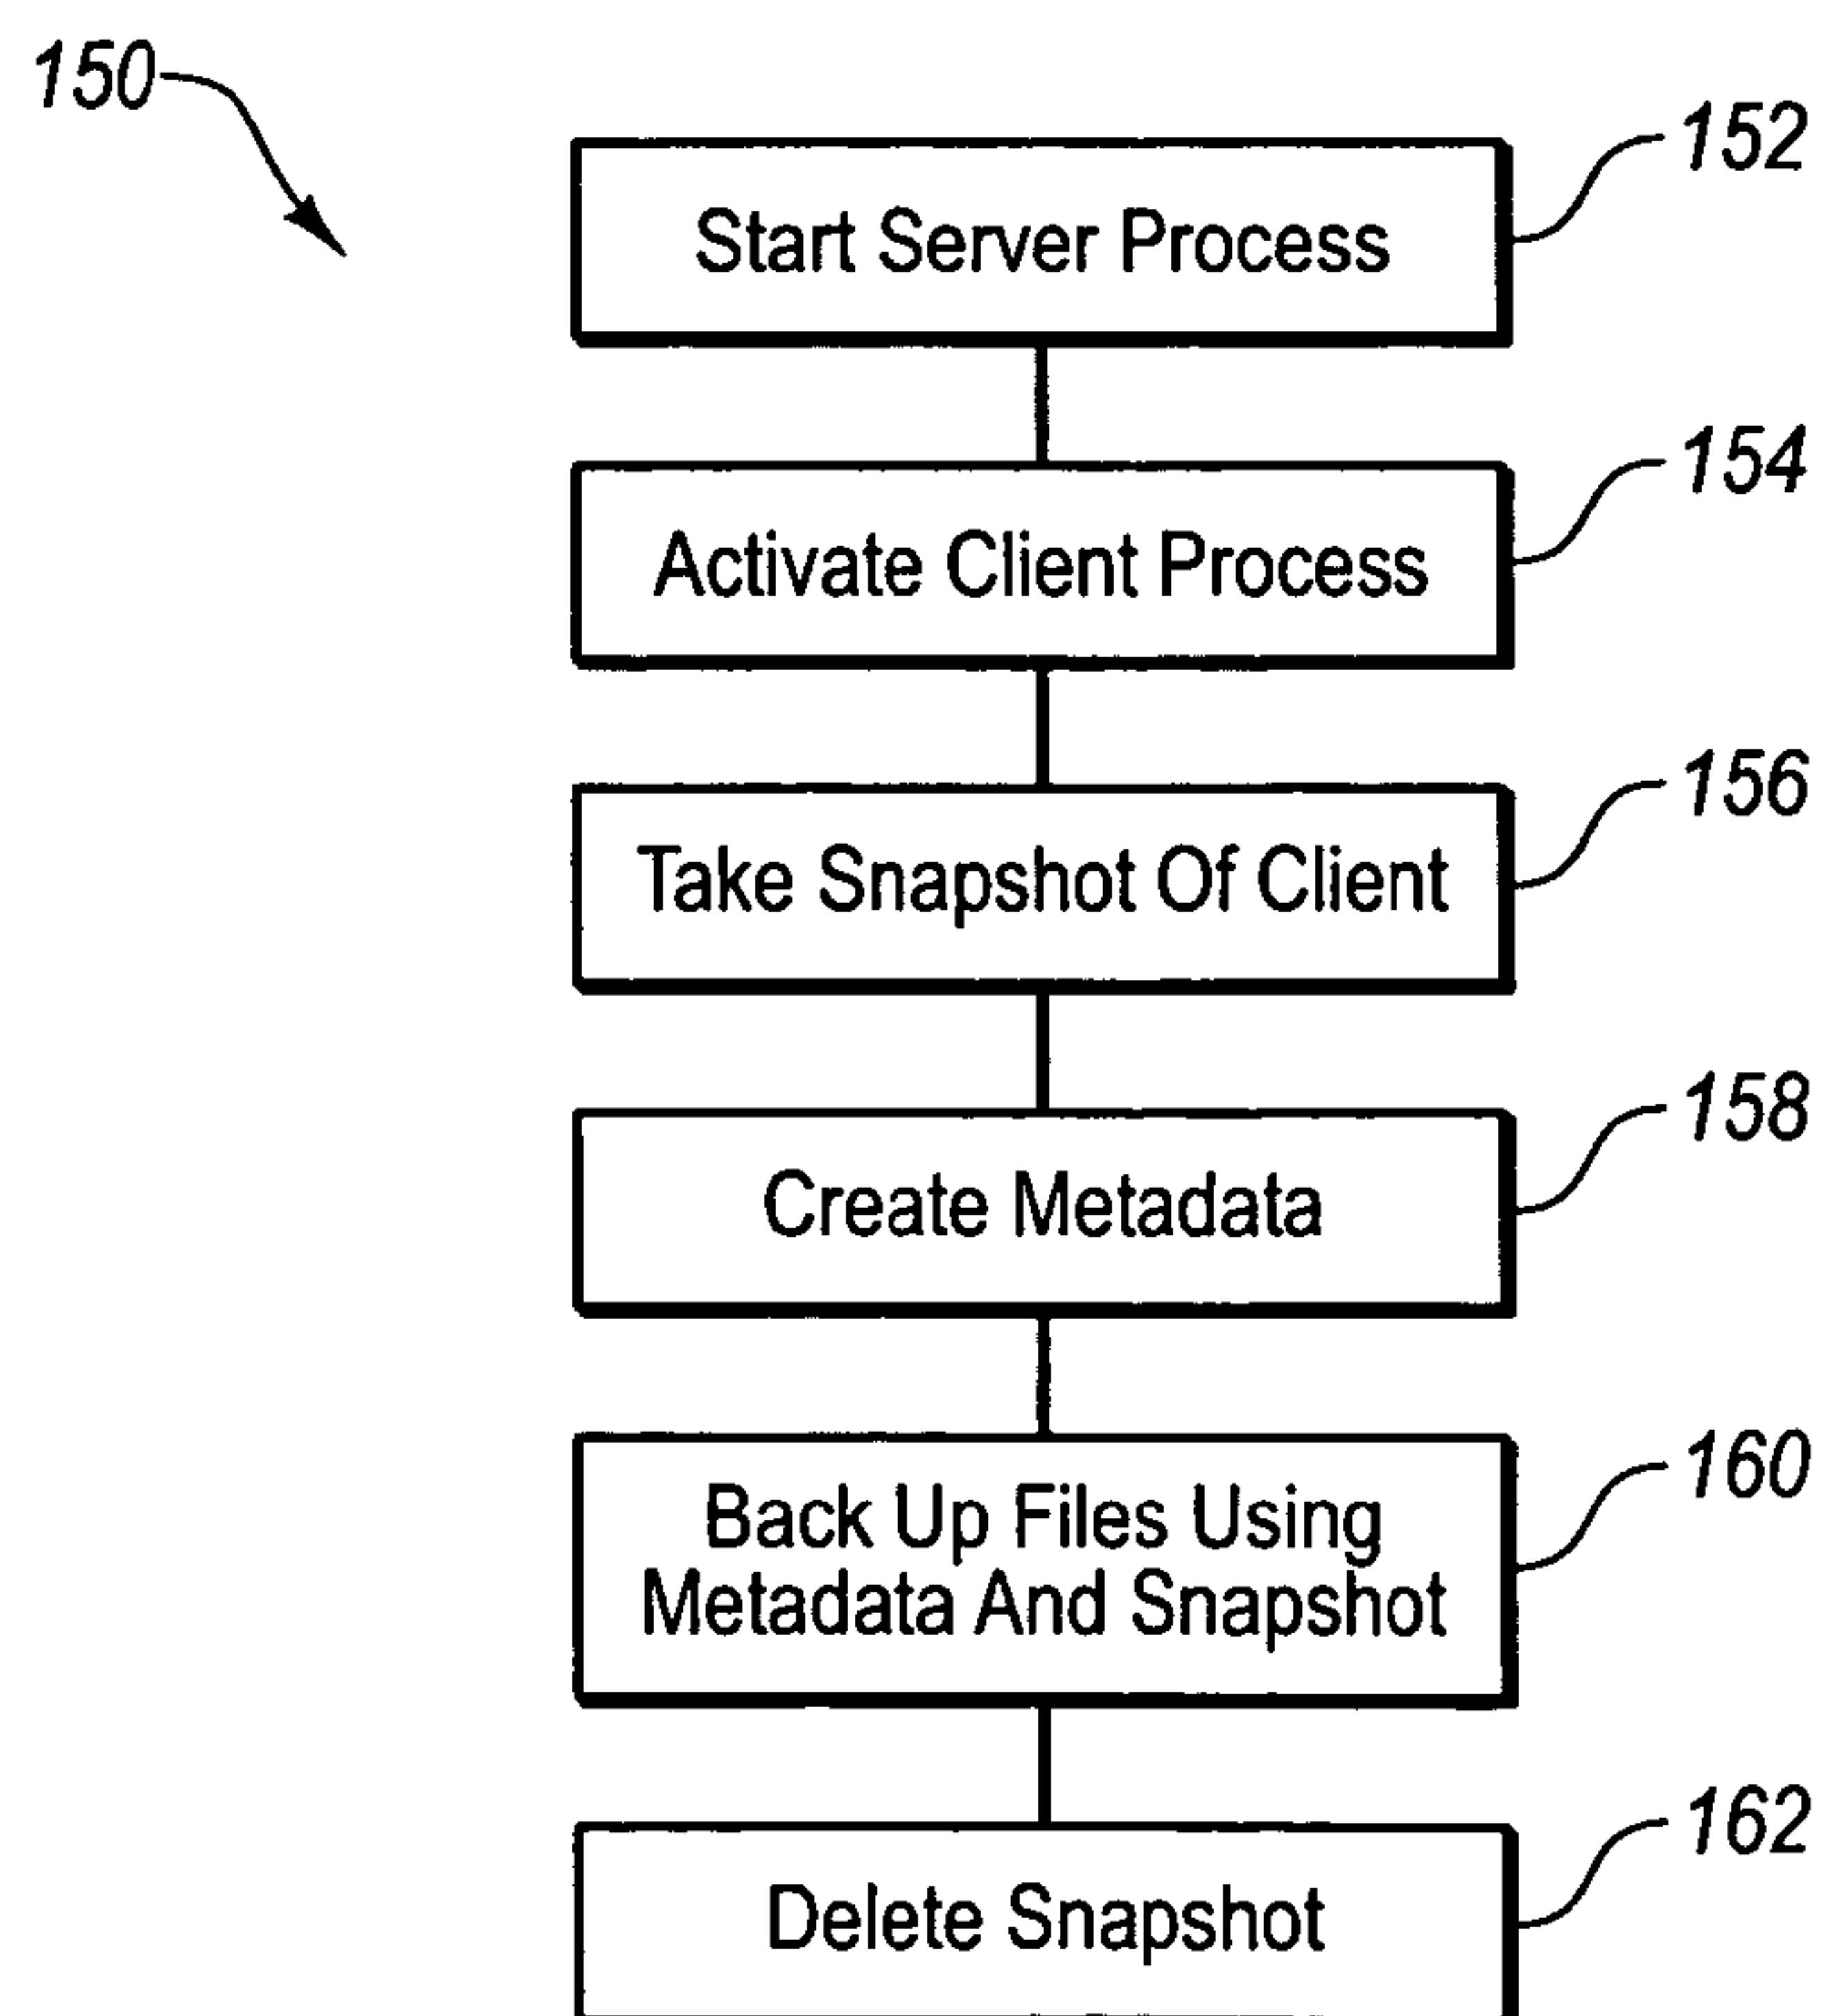 150
152
Start Server Process
154
Activate Client Process
156
Take Snapshot Of Client
158
Create Metadata
160
Back Up Files Using
Metadata And Snapshot
162
Delete Snapshot